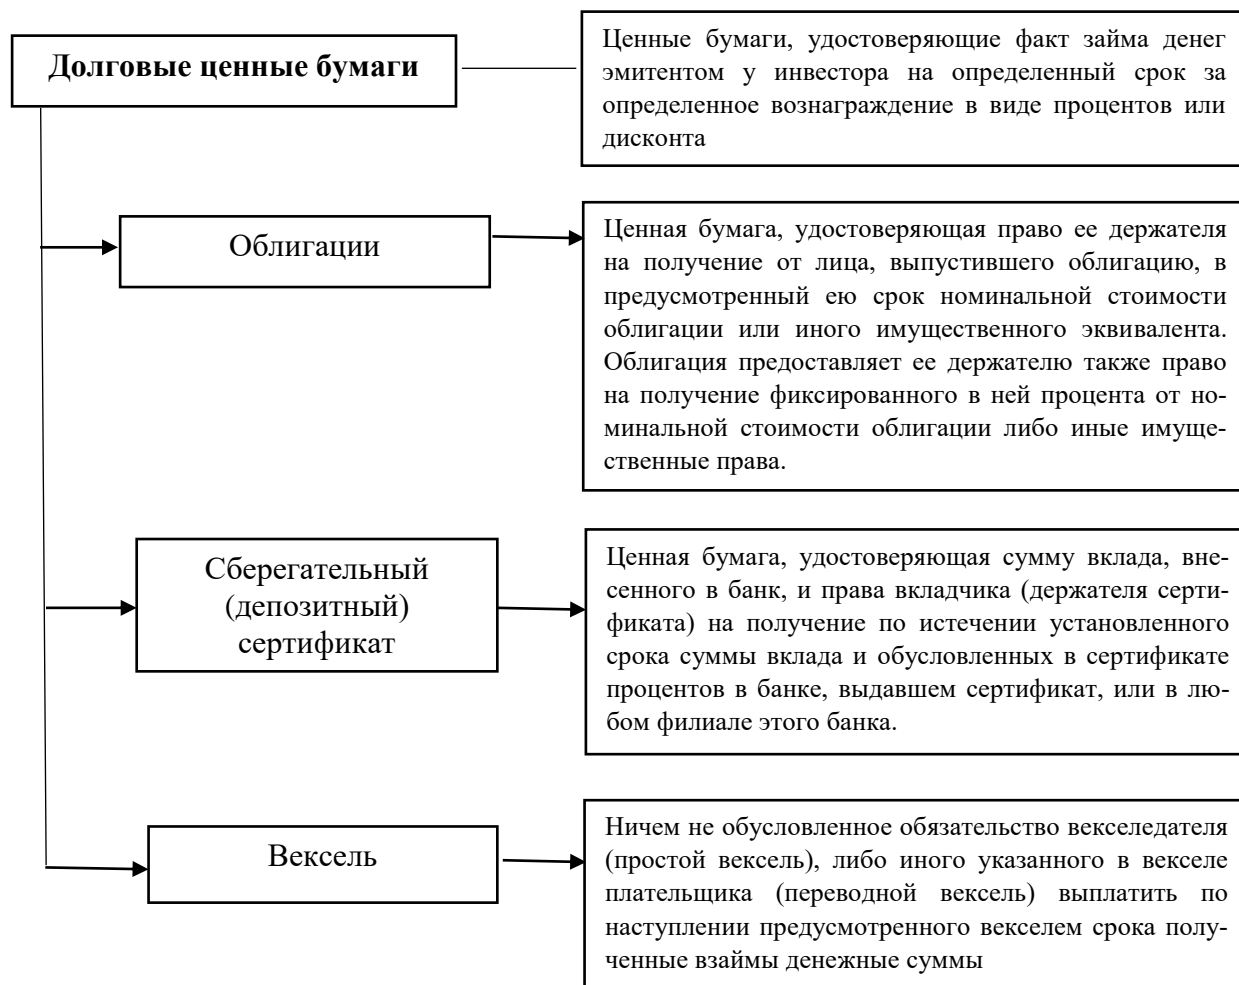 Долговые ценные бумаги
Ценные бумаги, удостоверяющие факт займа денег
эмитентом у инвестора на определенный срок за
определенное вознаграждение в виде процентов или
дисконта
Облигации
Ценная бумага, удостоверяющая право ее держателя
на получение от лица, выпустившего облигацию, в
предусмотренный ею срок номинальной стоимости
облигации или иного имущественного эквивалента.
Облигация предоставляет ее держателю также право
на получение фиксированного в ней процента от но-
минальной стоимости облигации либо иные имуще-
ственные права.
Сберегательный
(депозитный)
сертификат
Ценная бумага, удостоверяющая сумму вклада, вне-
сенного в банк, и права вкладчика (держателя серти-
фиката) на получение по истечении установленного
срока суммы вклада и обусловленных в сертификате
процентов в банке, выдавшем сертификат, или в лю-
бом филиале этого банка.
Вексель
Ничем не обусловленное обязательство векселедателя
(простой вексель), либо иного указанного в векселе
плательщика (переводной вексель) выплатить по
наступлении предусмотренного векселем срока полу-
ченные взаймы денежные суммы